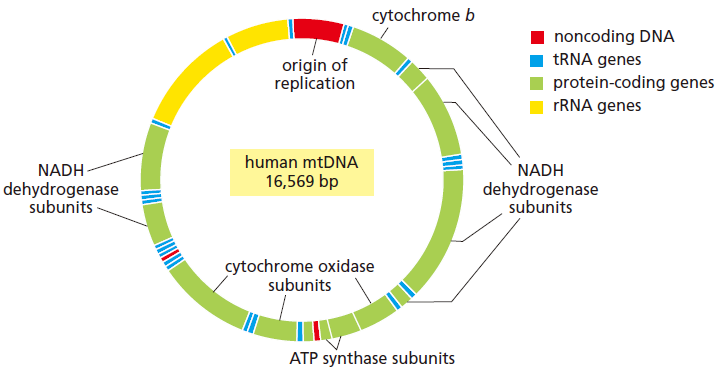 cytochrome b
noncoding DNA
tRNA genes
protein-coding genes
rRNA genes
origin of
replication
human mtDNA
16,569 bp
NADH
dehydrogenase
subunits
NADH
dehydrogenase
subunits
cytochrome oxidase
subunits
ATP synthase subunits